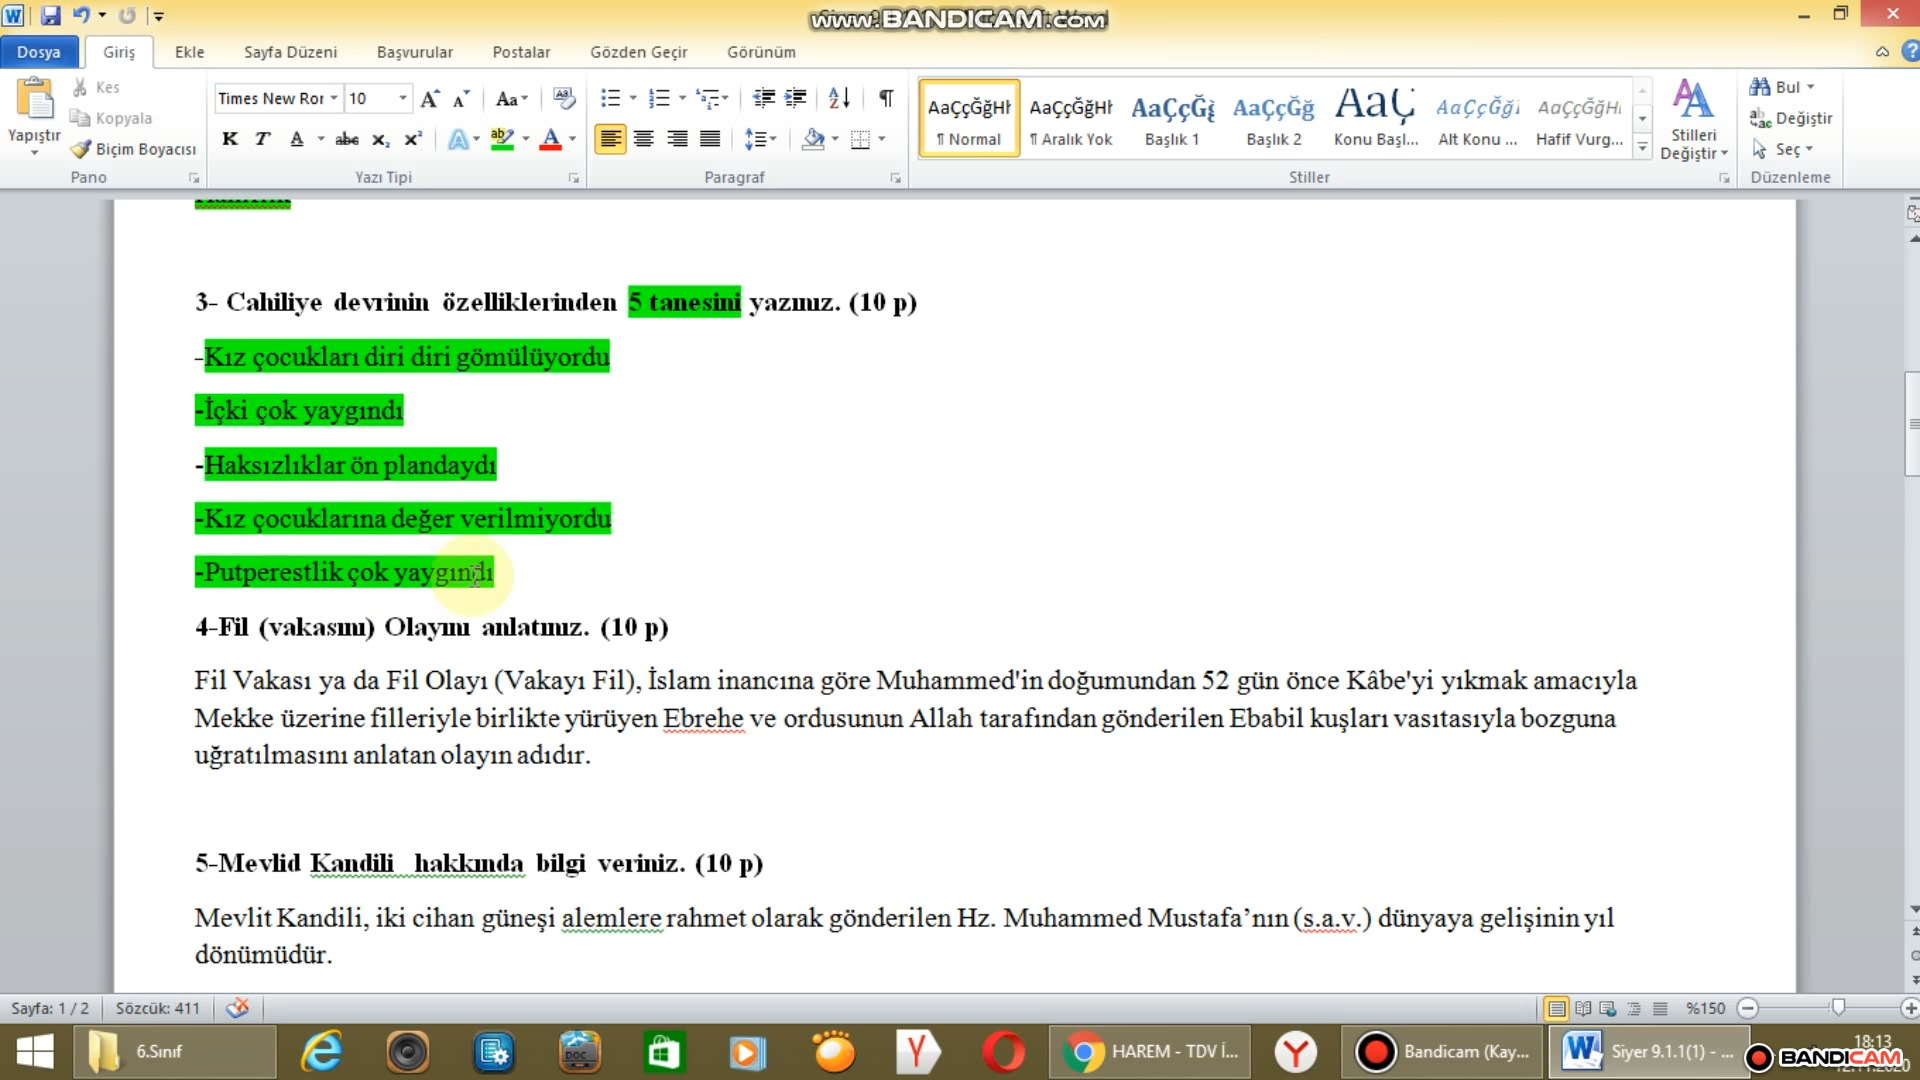 www.BANDICAM.com
Dosya Giriş Ekle Sayfa Düzeni Başvurular Postalar Gözden Geçir Görünüm
Yapıştır
Kes
Kopyala
Biçim Boyacısı
Pano
Times New Ror 10
K T A abc x₂ x²
Yazı Tipi
Paragraf
AaÇçĞğHł AaÇçĞğHł AaÇçĞğ AaÇçĞğ AaÇ AaÇçĞğl AaÇçĞğHl
¶ Normal ¶ Aralık Yok Başlık 1 Başlık 2 Konu Başl... Alt Konu ... Hafif Vurg...
Stiller
Stilleri Değiştir
Bul
Değiştir
Seç
Düzenleme
3- Cahiliye devrinin özelliklerinden 5 tanesini yazınız. (10 p)
-Kız çocukları diri diri gömülüyordu
-İçki çok yaygındı
-Haksızlıklar ön plandaydı
-Kız çocuklarına değer verilmiyordu
-Putperestlik çok yaygındı
4-Fil (vakasını) Olayını anlatınız. (10 p)
Fil Vakası ya da Fil Olayı (Vakayı Fil), İslam inancına göre Muhammed'in doğumundan 52 gün önce Kâbe'yi yıkmak amacıyla
Mekke üzerine filleriyle birlikte yürüyen Ebrehe ve ordusunun Allah tarafından gönderilen Ebabil kuşları vasıtasıyla bozguna
uğratılmasını anlatan olayın adıdır.
5-Mevlid Kandili hakkında bilgi veriniz. (10 p)
Mevlit Kandili, iki cihan güneşi alemlere rahmet olarak gönderilen Hz. Muhammed Mustafa’nın (s.a.v.) dünyaya gelişinin yıl
dönümüdür.
Sayfa: 1 / 2 Sözcük: 411 %150
6.Sınıf DOC HAREM - TDV İ... Bandicam (Kay... Siyer 9.1.1(1) - ... 18:13
BANDICAM